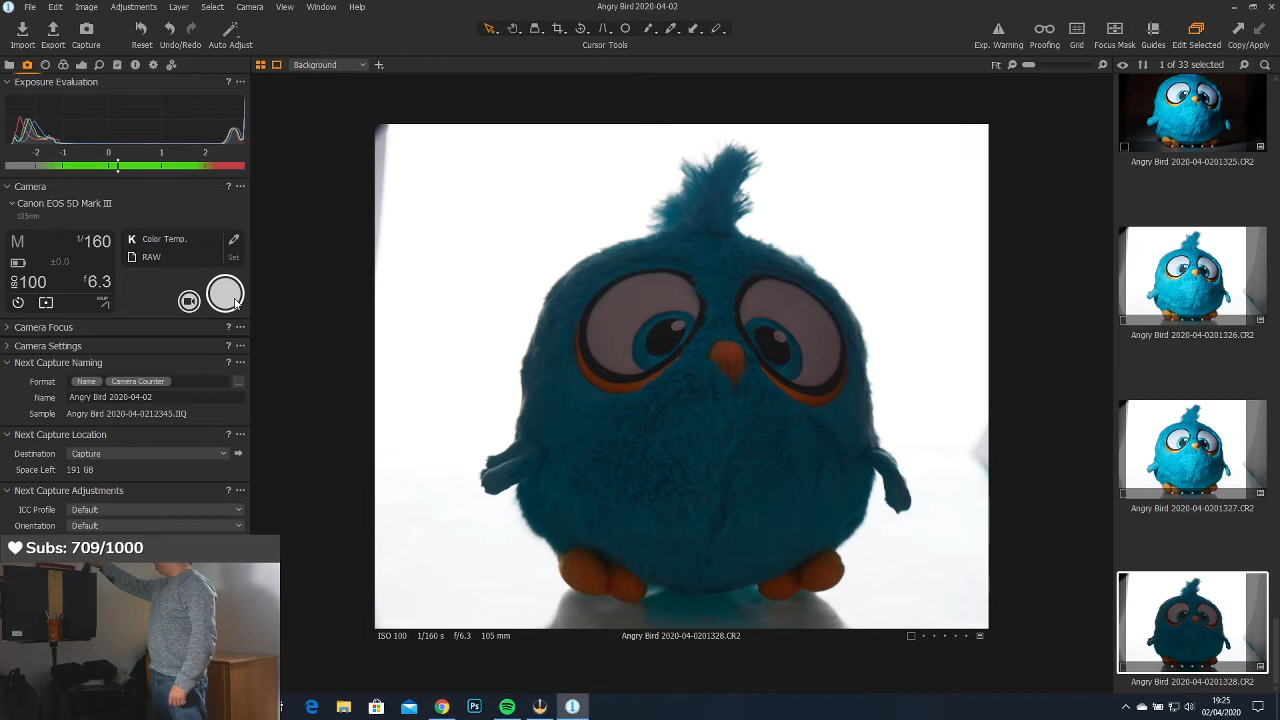 File Edit Image Adjustments Layer Select Camera View Window Help
Angry Bird 2020-04-02
Import Export Capture Reset Undo/Redo Auto Adjust
Cursor Tools
Exp. Warning Proofing Grid Focus Mask Guides Edit Selected Copy/Apply
Background
Fit
1 of 33 selected
Exposure Evaluation
-2 -1 0 1 2
Camera
Canon EOS 5D Mark III
105mm
M 1/160
±0.0
ISO 100 f6.3
MUP
K Color Temp.
RAW
Set
Camera Focus
Camera Settings
Next Capture Naming
Format Name Camera Counter ...
Name Angry Bird 2020-04-02
Sample Angry Bird 2020-04-0212345.IIQ
Next Capture Location
Destination Capture
Space Left 191 GB
Next Capture Adjustments
ICC Profile Default
Orientation Default
Subs: 709/1000
ISO 100 1/160 s f/6.3 105 mm
Angry Bird 2020-04-0201328.CR2
Angry Bird 2020-04-0201325.CR2
Angry Bird 2020-04-0201326.CR2
Angry Bird 2020-04-0201327.CR2
Angry Bird 2020-04-0201328.CR2
Ps
19:25
02/04/2020